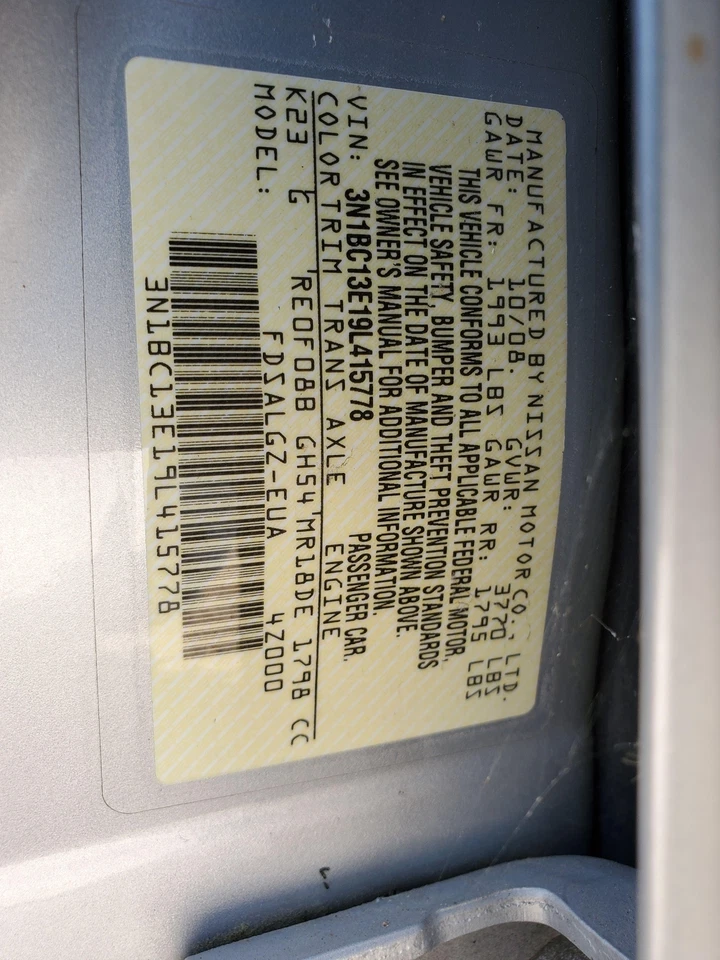 MANUFACTURED BY NISSAN MOTOR CO., LTD.
DATE: 10/08. GVWR: 3770 LBS
GAWR FR: 1993 LBS GAWR RR: 1795 LBS
THIS VEHICLE CONFORMS TO ALL APPLICABLE FEDERAL MOTOR
VEHICLE SAFETY, BUMPER AND THEFT PREVENTION STANDARDS
IN EFFECT ON THE DATE OF MANUFACTURE SHOWN ABOVE.
SEE OWNER'S MANUAL FOR ADDITIONAL INFORMATION.
VIN: 3N1BC13E19L415778 PASSENGER CAR.
COLOR TRIM TRANS AXLE ENGINE
K23 G RE0F08B GH54 MR18DE 1798 CC
MODEL: FDSALGZ-EUA 4Z000
3N1BC13E19L415778